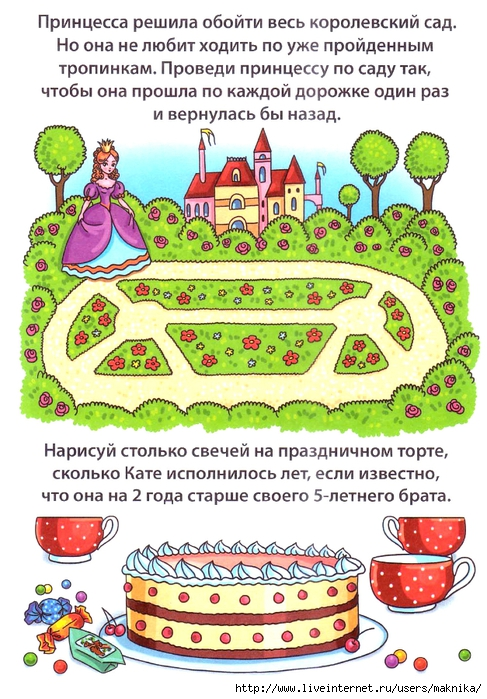 Принцесса решила обойти весь королевский сад.
Но она не любит ходить по уже пройденным
тропинкам. Проведи принцессу по саду так,
чтобы она прошла по каждой дорожке один раз
и вернулась бы назад.
Нарисуй столько свечей на праздничном торте,
сколько Кате исполнилось лет, если известно,
что она на 2 года старше своего 5-летнего брата.
http://www.liveinternet.ru/users/maknika/